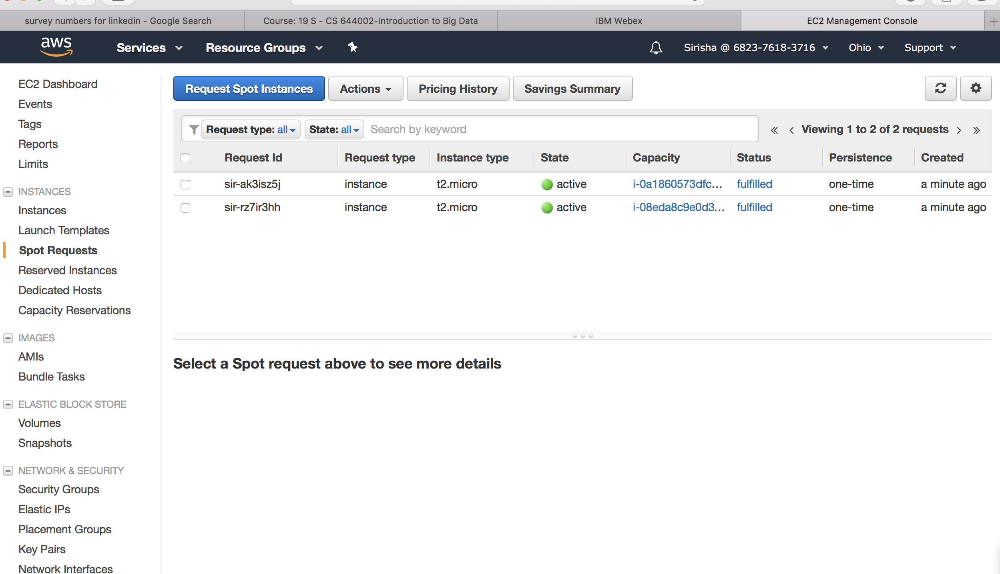 survey numbers for linkedin - Google Search
Course: 19 S - CS 644002-Introduction to Big Data
IBM Webex
EC2 Management Console
aws
Services
Resource Groups
Sirisha @ 6823-7618-3716
Ohio
Support
EC2 Dashboard
Events
Tags
Reports
Limits
INSTANCES
Instances
Launch Templates
Spot Requests
Reserved Instances
Dedicated Hosts
Capacity Reservations
IMAGES
AMIs
Bundle Tasks
ELASTIC BLOCK STORE
Volumes
Snapshots
NETWORK & SECURITY
Security Groups
Elastic IPs
Placement Groups
Key Pairs
Network Interfaces
Request Spot Instances
Actions
Pricing History
Savings Summary
Request type: all
State: all
Search by keyword
Viewing 1 to 2 of 2 requests
Request Id Request type Instance type State Capacity Status Persistence Created
sir-ak3isz5j instance t2.micro active i-0a1860573dfc... fulfilled one-time a minute ago
sir-rz7ir3hh instance t2.micro active i-08eda8c9e0d3... fulfilled one-time a minute ago
Select a Spot request above to see more details